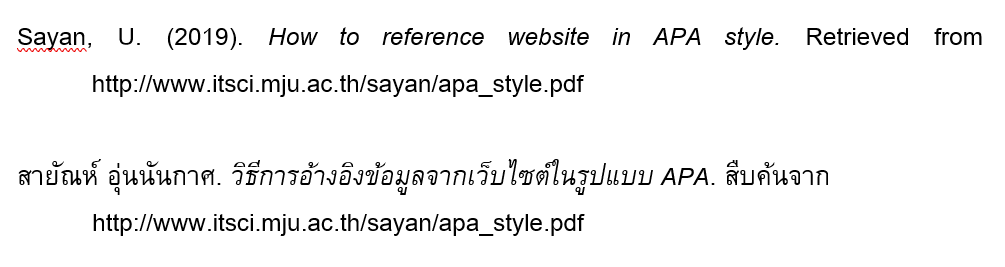 Sayan, U. (2019). How to reference website in APA style. Retrieved from
http://www.itsci.mju.ac.th/sayan/apa_style.pdf
สายัณห์ อุ่นนันกาศ. วิธีการอ้างอิงข้อมูลจากเว็บไซต์ในรูปแบบ APA. สืบค้นจาก
http://www.itsci.mju.ac.th/sayan/apa_style.pdf